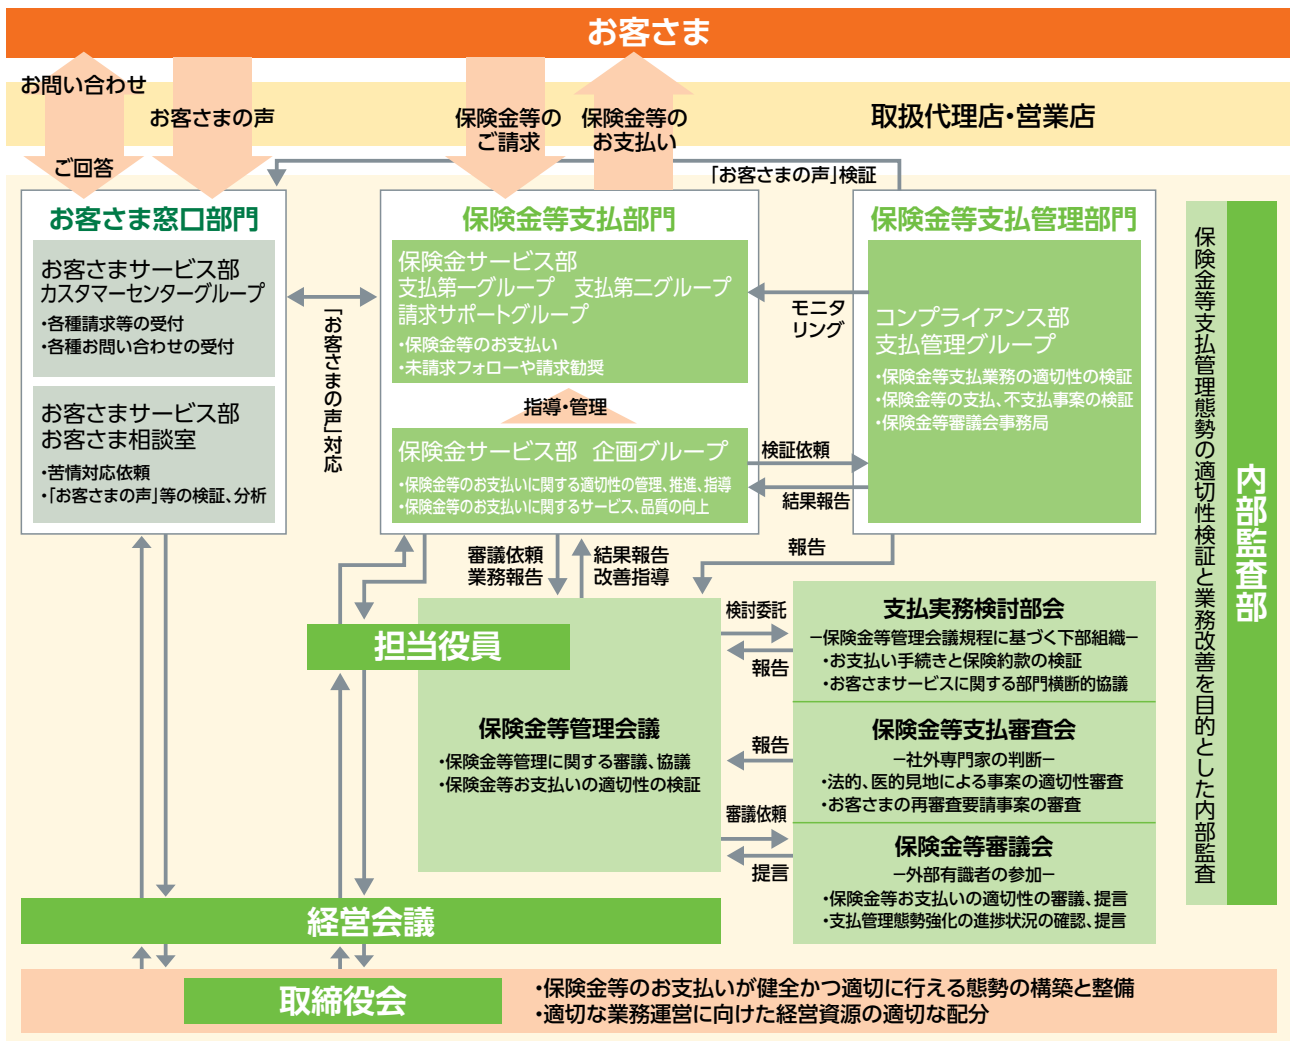 お客さま
お問い合わせ
ご回答
お客さまの声
保険金等の
ご請求
保険金等の
お支払い
取扱代理店・営業店
「お客さまの声」検証
お客さま窓口部門
お客さまサービス部
カスタマーセンターグループ
・各種請求等の受付
・各種お問い合わせの受付
お客さまサービス部
お客さま相談室
・苦情対応依頼
・「お客さまの声」等の検証、分析
「お客さまの声」対応
保険金等支払部門
保険金サービス部
支払第一グループ　支払第二グループ
請求サポートグループ
・保険金等のお支払い
・未請求フォローや請求勧奨
指導・管理
保険金サービス部 企画グループ
・保険金等のお支払いに関する適切性の管理、推進、指導
・保険金等のお支払いに関するサービス、品質の向上
モニタ
リング
検証依頼
結果報告
保険金等支払管理部門
コンプライアンス部
支払管理グループ
・保険金等支払業務の適切性の検証
・保険金等の支払、不支払事案の検証
・保険金等審議会事務局
審議依頼
業務報告
結果報告
改善指導
報告
担当役員
保険金等管理会議
・保険金等管理に関する審議、協議
・保険金等お支払いの適切性の検証
検討委託
報告
報告
審議依頼
提言
支払実務検討部会
−保険金等管理会議規程に基づく下部組織−
・お支払い手続きと保険約款の検証
・お客さまサービスに関する部門横断的協議
保険金等支払審査会
−社外専門家の判断−
・法的、医的見地による事案の適切性審査
・お客さまの再審査要請事案の審査
保険金等審議会
−外部有識者の参加−
・保険金等お支払いの適切性の審議、提言
・支払管理態勢強化の進捗状況の確認、提言
保険金等支払管理態勢の適切性検証と業務改善を目的とした内部監査
内部監査部
経営会議
取締役会
・保険金等のお支払いが健全かつ適切に行える態勢の構築と整備
・適切な業務運営に向けた経営資源の適切な配分